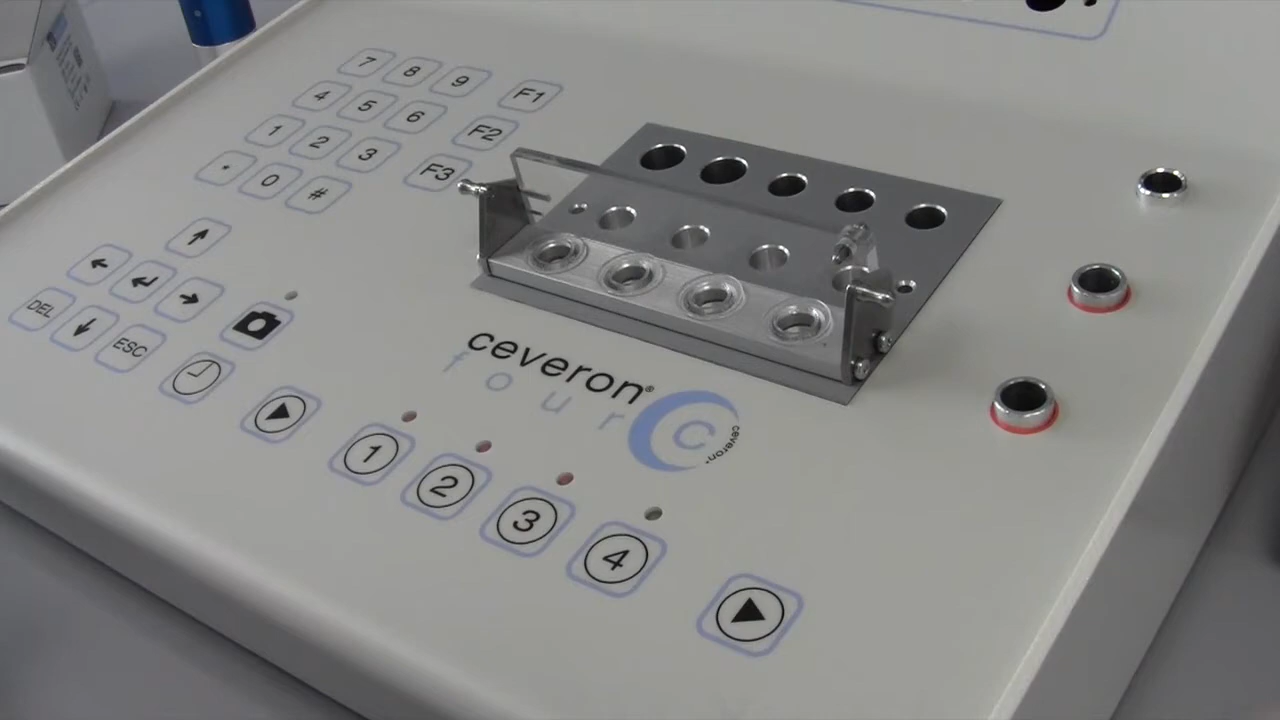 7 8 9 F1
4 5 6 F2
1 2 3 F3
* 0 #
DEL
ESC
ceveron®
four
c
ceveron®
1 2 3 4